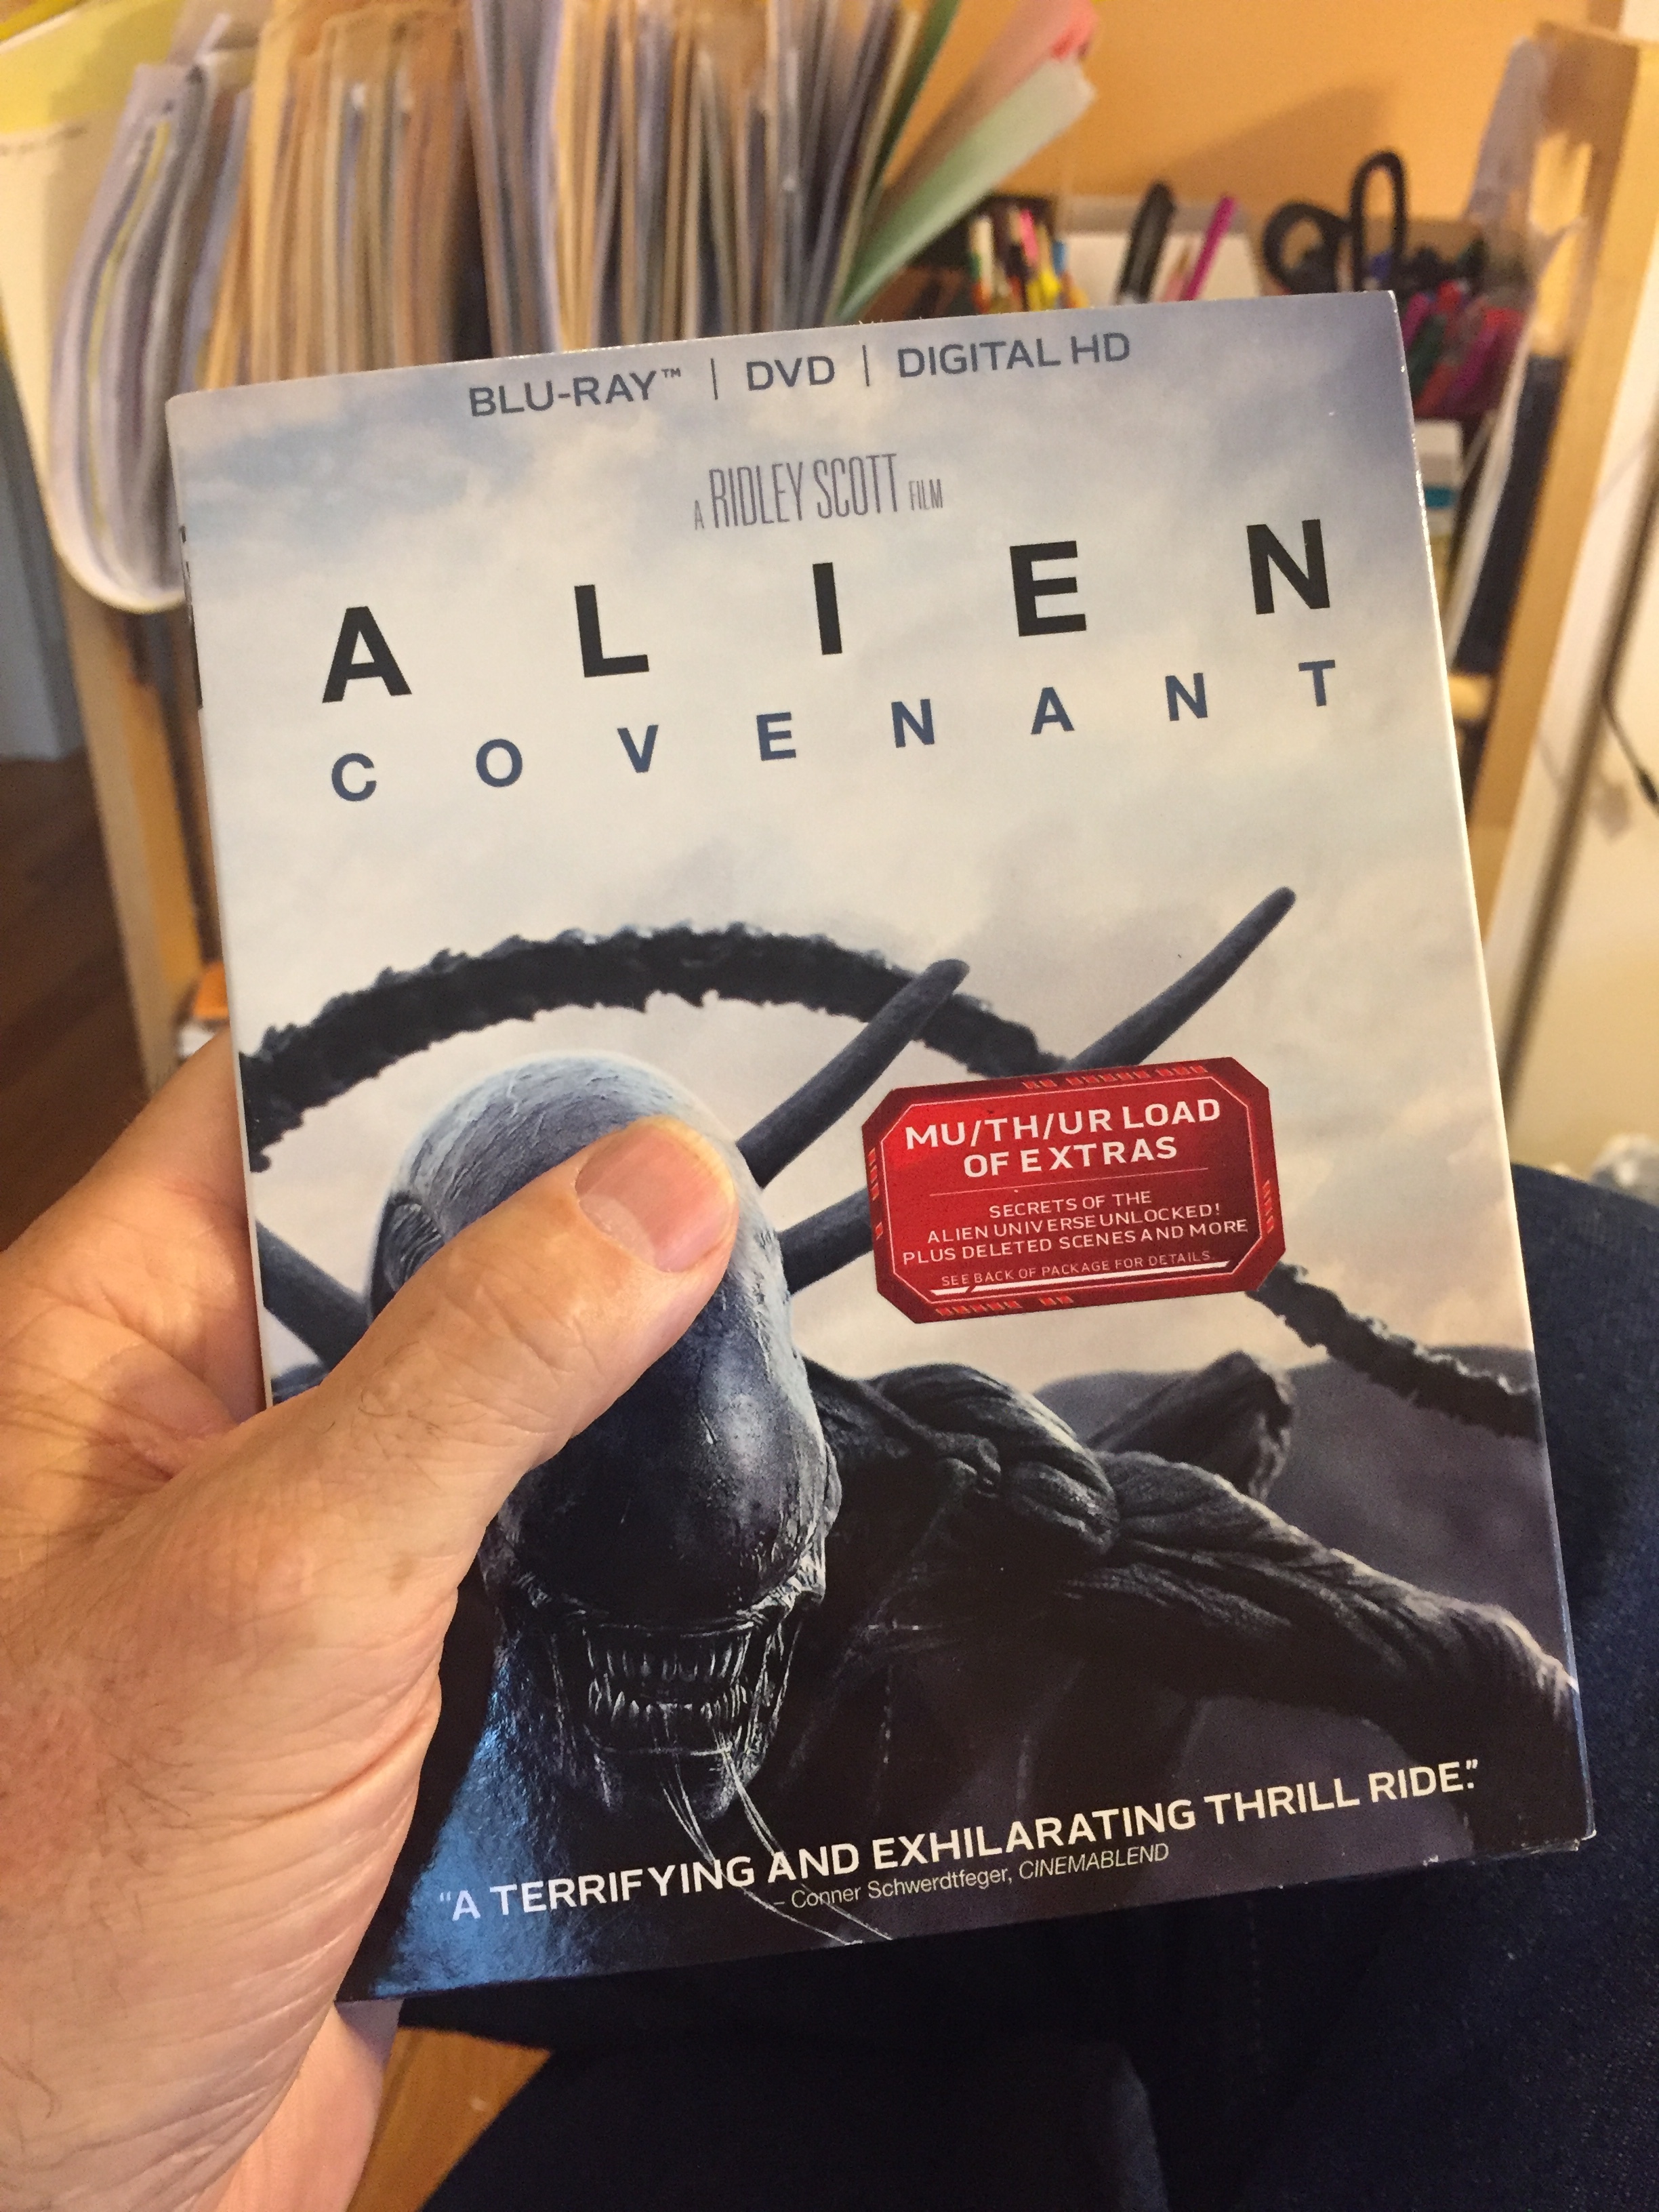 BLU-RAY™ | DVD | DIGITAL HD
A RIDLEY SCOTT FILM
ALIEN
COVENANT
MU/TH/UR LOAD
OF EXTRAS
SECRETS OF THE
ALIEN UNIVERSE UNLOCKED!
PLUS DELETED SCENES AND MORE
SEE BACK OF PACKAGE FOR DETAILS
"A TERRIFYING AND EXHILARATING THRILL RIDE."
– Conner Schwerdtfeger, CINEMABLEND